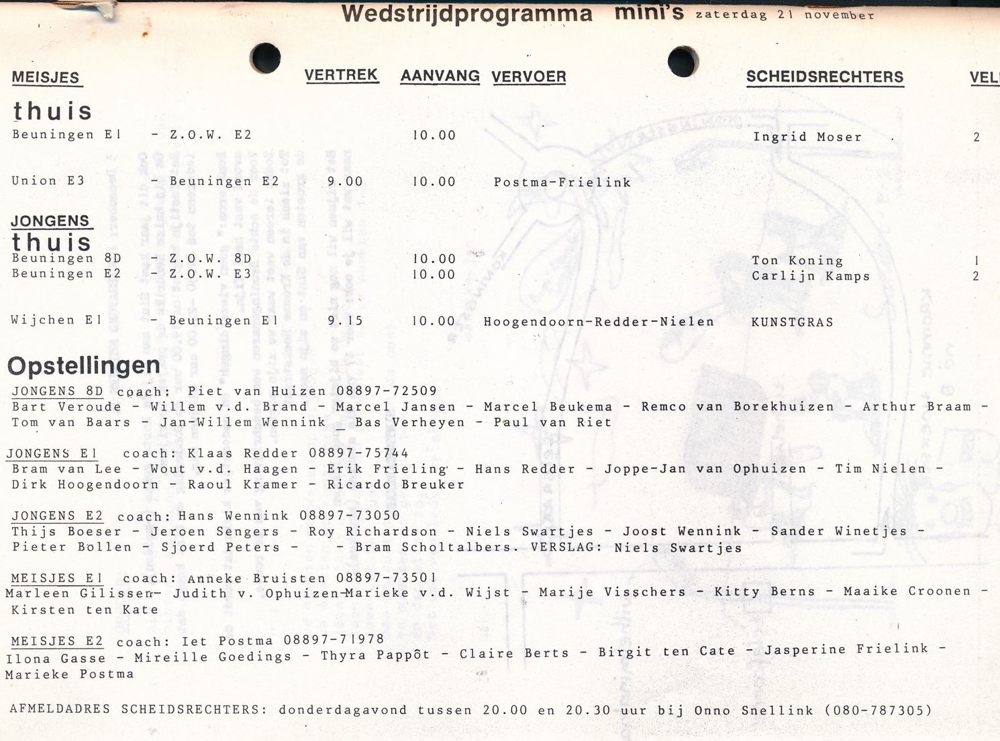 Wedstrijdprogramma mini's zaterdag 21 november
MEISJES VERTREK AANVANG VERVOER SCHEIDSRECHTERS VEL
thuis
Beuningen E1 - Z.O.W. E2 10.00 Ingrid Moser 2
Union E3 - Beuningen E2 9.00 10.00 Postma-Frielink
JONGENS
thuis
Beuningen 8D - Z.O.W. 8D 10.00 Ton Koning 1
Beuningen E2 - Z.O.W. E3 10.00 Carlijn Kamps 2
Wijchen E1 - Beuningen E1 9.15 10.00 Hoogendoorn-Redder-Nielen KUNSTGRAS
Opstellingen
JONGENS 8D coach: Piet van Huizen 08897-72509
Bart Veroude - Willem v.d. Brand - Marcel Jansen - Marcel Beukema - Remco van Borekhuizen - Arthur Braam -
Tom van Baars - Jan-Willem Wennink _ Bas Verheyen - Paul van Riet
JONGENS E1 coach: Klaas Redder 08897-75744
Bram van Lee - Wout v.d. Haagen - Erik Frieling - Hans Redder - Joppe-Jan van Ophuizen - Tim Nielen -
Dirk Hoogendoorn - Raoul Kramer - Ricardo Breuker
JONGENS E2 coach: Hans Wennink 08897-73050
Thijs Boeser - Jeroen Sengers - Roy Richardson - Niels Swartjes - Joost Wennink - Sander Winetjes -
Pieter Bollen - Sjoerd Peters - - Bram Scholtalbers. VERSLAG: Niels Swartjes
MEISJES E1 coach: Anneke Bruisten 08897-73501
Marleen Gilissen- Judith v. Ophuizen-Marieke v.d. Wijst - Marije Visschers - Kitty Berns - Maaike Croonen -
Kirsten ten Kate
MEISJES E2 coach: Iet Postma 08897-71978
Ilona Gasse - Mireille Goedings - Thyra Pappôt - Claire Berts - Birgit ten Cate - Jasperine Frielink -
Marieke Postma
AFMELDADRES SCHEIDSRECHTERS: donderdagavond tussen 20.00 en 20.30 uur bij Onno Snellink (080-787305)